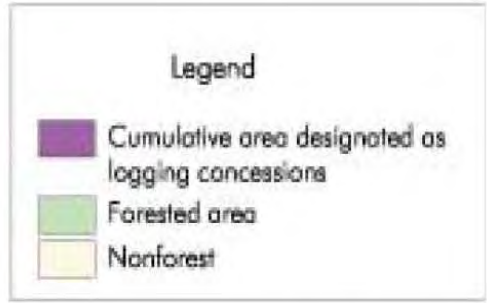 Legend
Cumulative area designated as
logging concessions
Forested area
Nonforest